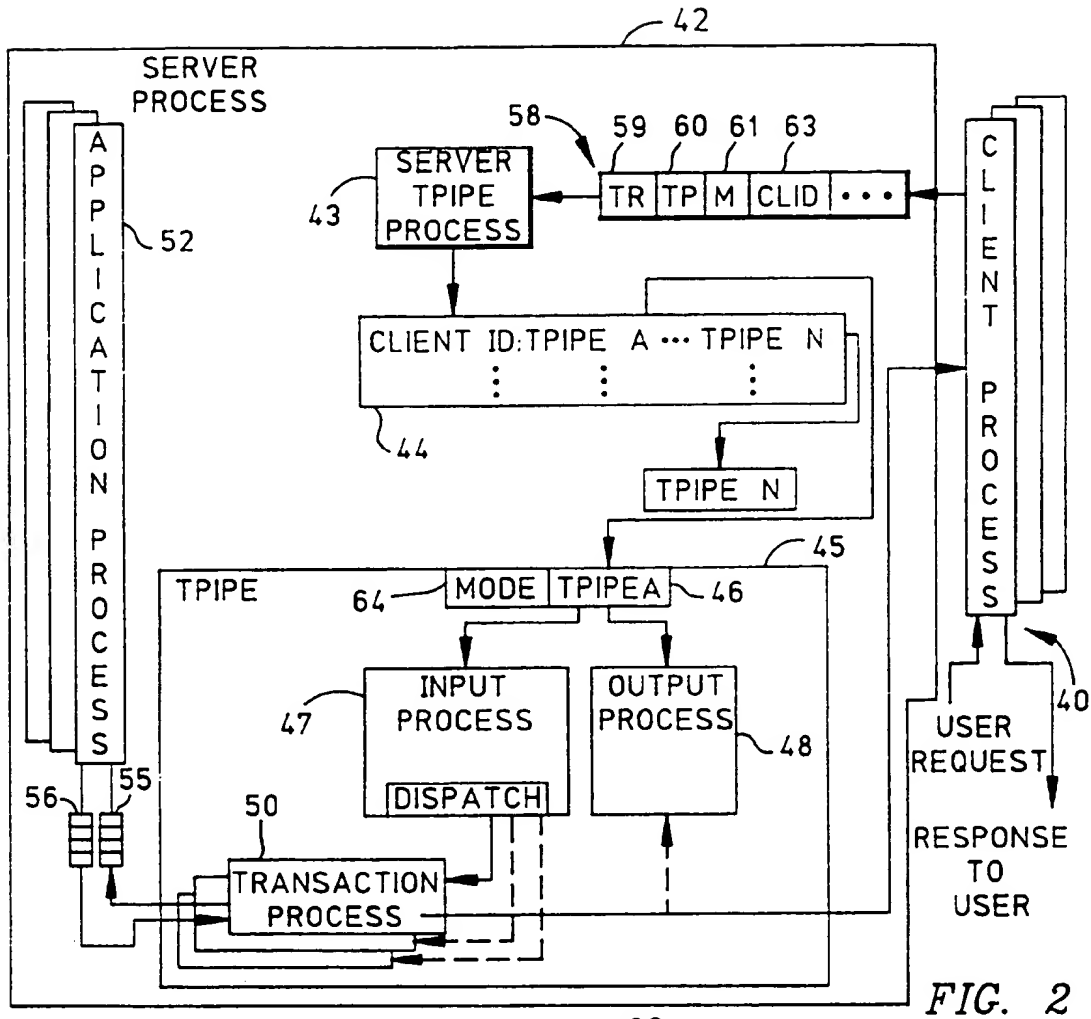 42
SERVER
PROCESS
58
59
60
61
63
SERVER
TPIPE
PROCESS
43
TR TP M CLID •••
APPLICATION PROCESS
52
CLIENT PROCESS
CLIENT ID:TPIPE A ••• TPIPE N
44
TPIPE N
45
TPIPE
64
MODE TPIPEA
46
INPUT
PROCESS
47
OUTPUT
PROCESS
48
40
USER
REQUEST
56
55
DISPATCH
50
TRANSACTION
PROCESS
RESPONSE
TO
USER
FIG. 2